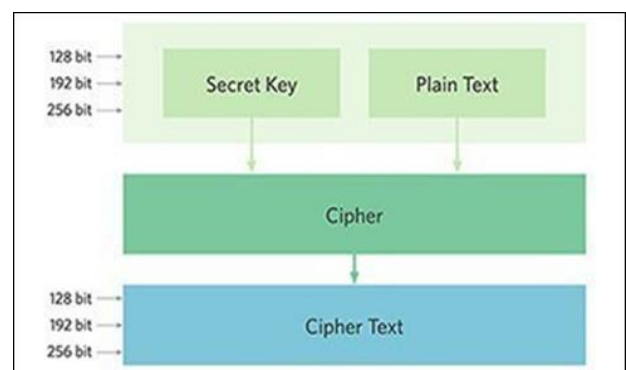 128 bit
192 bit
256 bit
Secret Key
Plain Text
Cipher
128 bit
192 bit
256 bit
Cipher Text